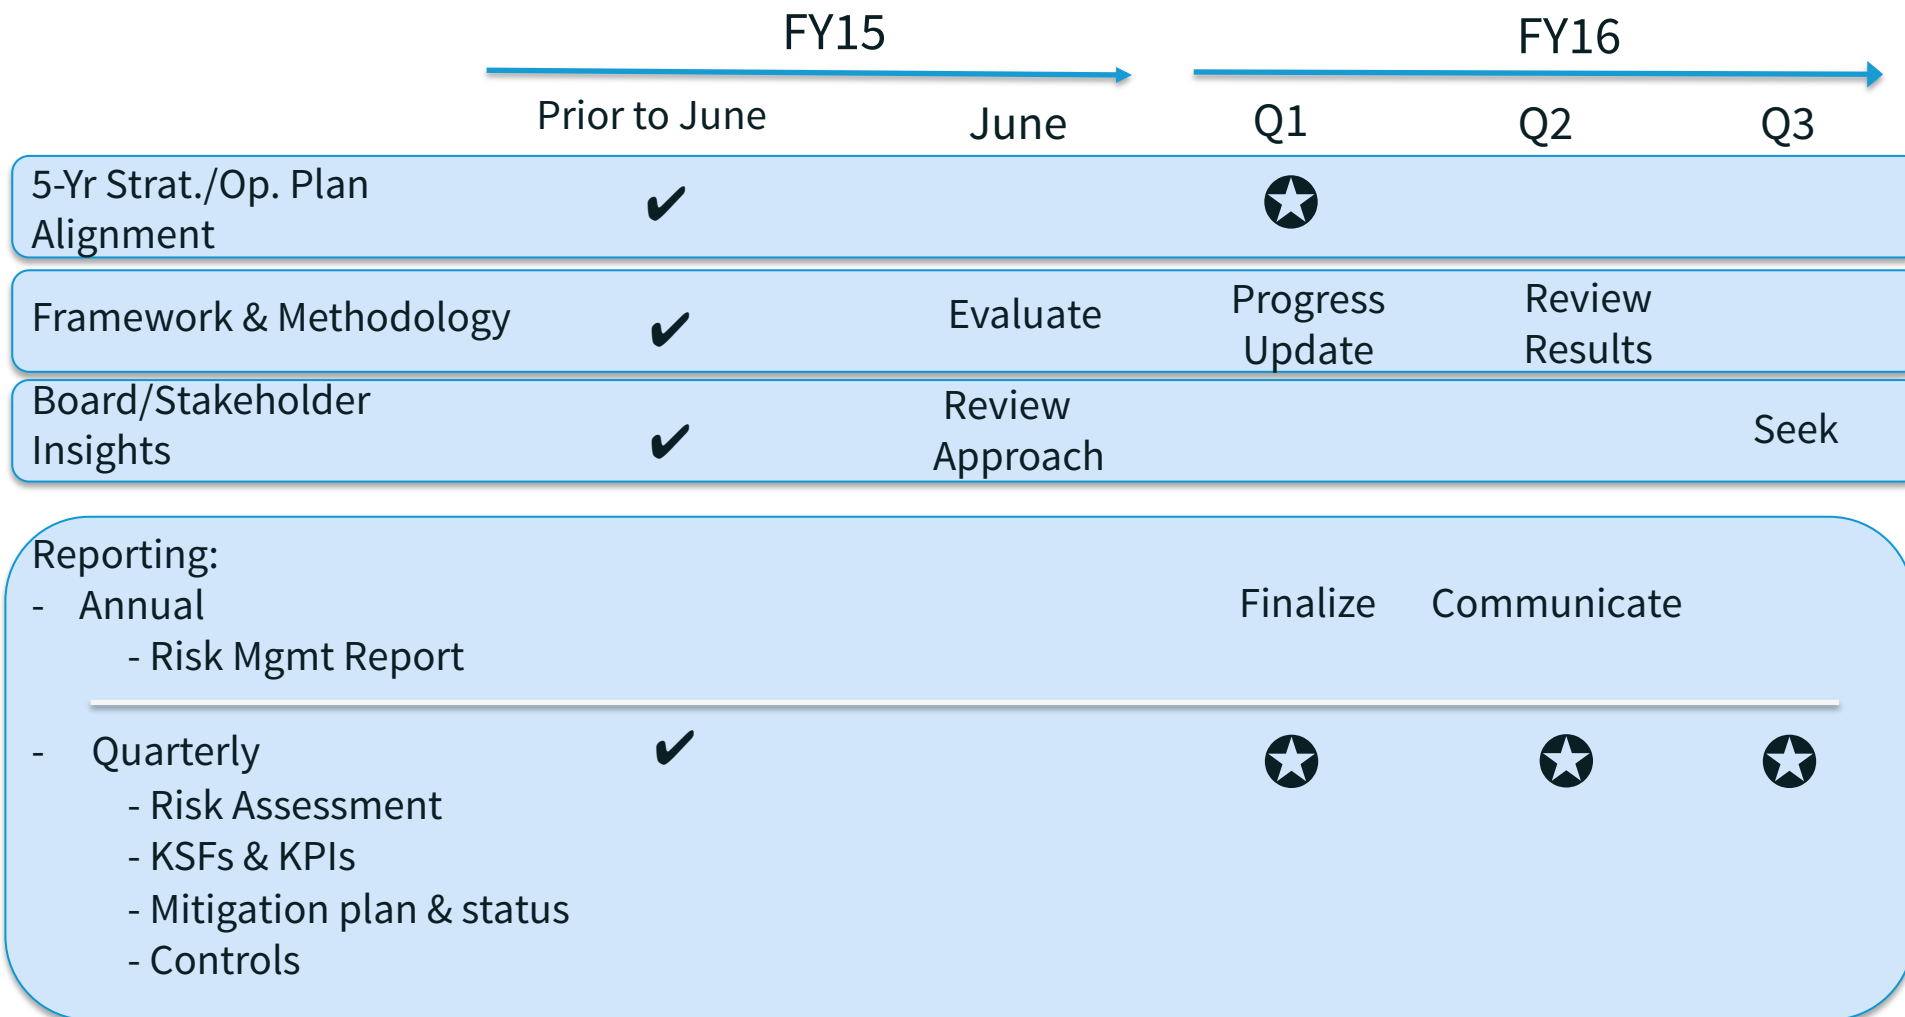 FY15 FY16
Prior to June June Q1 Q2 Q3
5-Yr Strat./Op. Plan
Alignment
✔ ✪
Framework & Methodology ✔ Evaluate
Progress
Update
Review
Results
Board/Stakeholder
Insights
✔
Review
Approach
Seek
Reporting:
- Annual Finalize Communicate
- Risk Mgmt Report
- Quarterly ✔ ✪ ✪ ✪
- Risk Assessment
- KSFs & KPIs
- Mitigation plan & status
- Controls